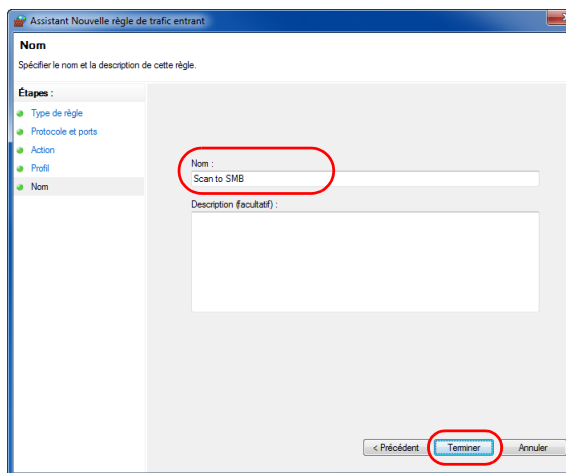 Assistant Nouvelle règle de trafic entrant
Nom
Spécifier le nom et la description de cette règle.
Étapes :
Type de règle
Protocole et ports
Action
Profil
Nom
Nom :
Scan to SMB
Description (facultatif) :
< Précédent Terminer Annuler